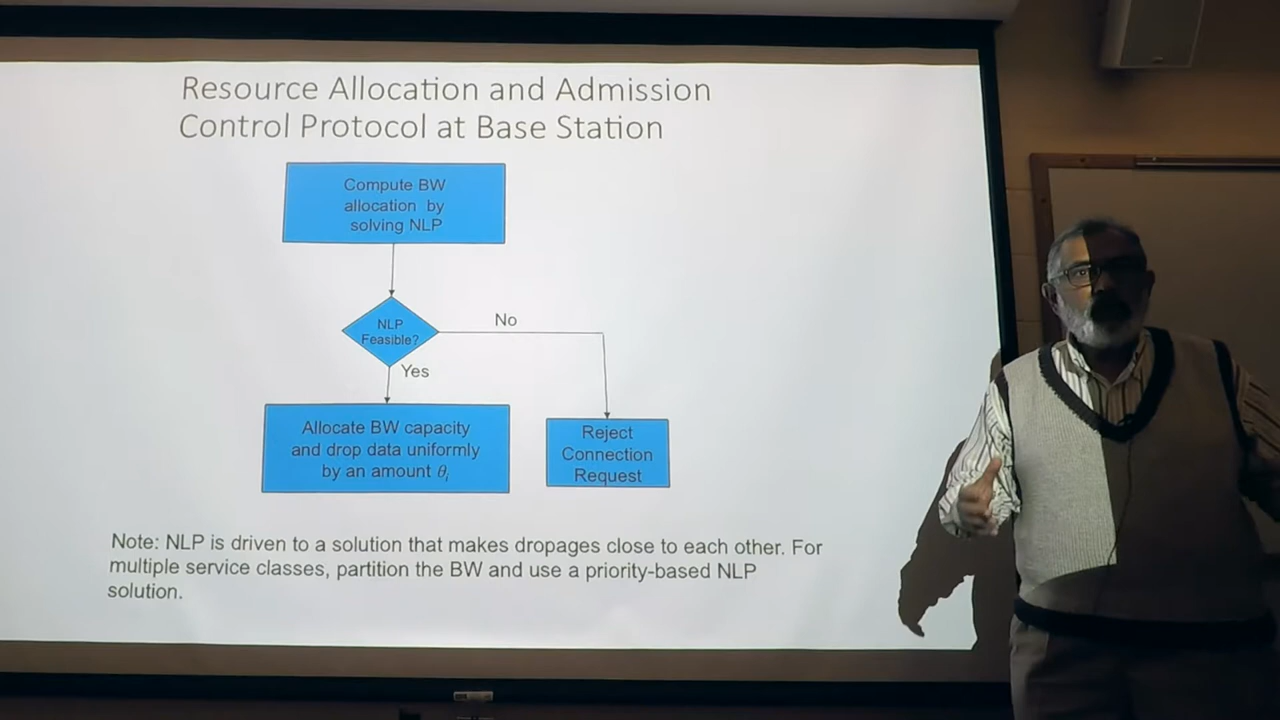 Resource Allocation and Admission
Control Protocol at Base Station
Compute BW
allocation by
solving NLP
NLP
Feasible?
No
Yes
Allocate BW capacity
and drop data uniformly
by an amount θᵢ
Reject
Connection
Request
Note: NLP is driven to a solution that makes dropages close to each other. For
multiple service classes, partition the BW and use a priority-based NLP
solution.